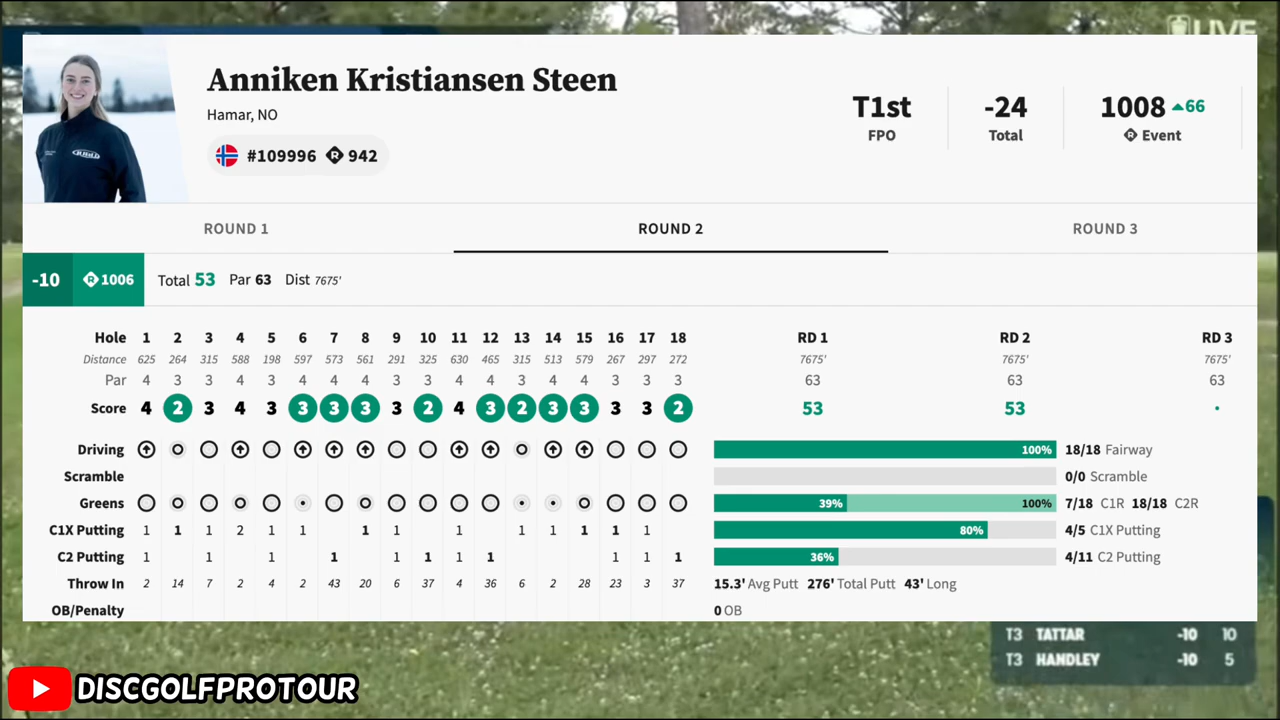 LIVE
Anniken Kristiansen Steen
Hamar, NO
#109996 R 942
T1st
FPO
-24
Total
1008 ▲66
R Event
ROUND 1 ROUND 2 ROUND 3
-10 R 1006 Total 53 Par 63 Dist 7675'
Hole 1 2 3 4 5 6 7 8 9 10 11 12 13 14 15 16 17 18 RD 1 RD 2 RD 3
Distance 625 264 315 588 198 597 573 561 291 325 630 465 315 513 579 267 297 272 7675' 7675' 7675'
Par 4 3 3 4 3 4 4 4 3 3 4 4 3 4 4 3 3 3 63 63 63
Score 4 2 3 4 3 3 3 3 3 2 4 3 2 3 3 3 3 2 53 53 ·
Driving 100% 18/18 Fairway
Scramble 0/0 Scramble
Greens 39% 100% 7/18 C1R 18/18 C2R
C1X Putting 1 1 1 2 1 1 1 1 1 1 1 1 1 1 80% 4/5 C1X Putting
C2 Putting 1 1 1 1 1 1 1 1 1 1 1 36% 4/11 C2 Putting
Throw In 2 14 7 2 4 2 43 20 6 37 4 36 6 2 28 23 3 37 15.3' Avg Putt 276' Total Putt 43' Long
OB/Penalty 0 OB
T3 TATTAR -10 10
T3 HANDLEY -10 5
DISCGOLFPROTOUR